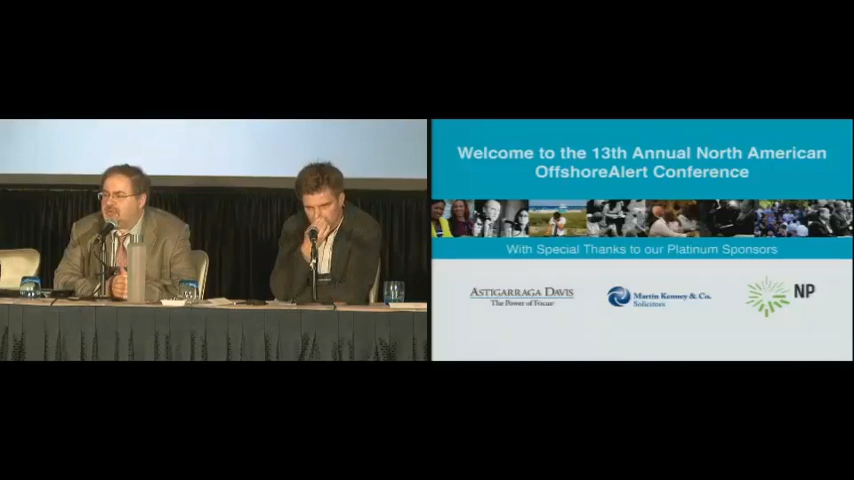 Welcome to the 13th Annual North American
OffshoreAlert Conference
With Special Thanks to our Platinum Sponsors
ASTIGARRAGA DAVIS
The Power of Focus
Martin Kenney & Co.
Solicitors
NP